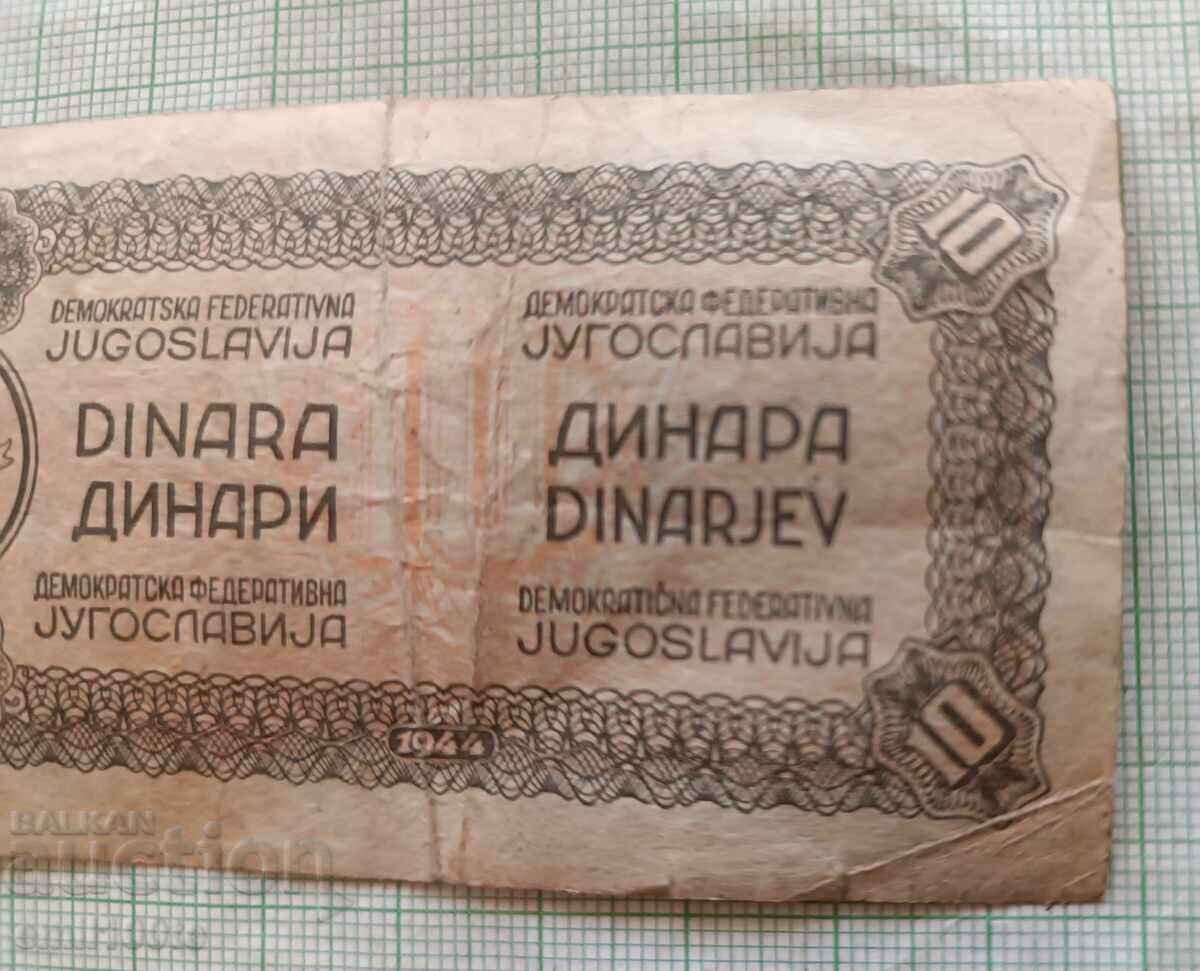 10
DEMOKRATSKA FEDERATIVNA
JUGOSLAVIJA
DINARA
ДИНАРИ
ДЕМОКРАТСКА ФЕДЕРАТИВНА
ЈУГОСЛАВИЈА
ДЕМОКРАТСКА ФЕДЕРАТИВНА
ЈУГОСЛАВИЈА
ДИНАРА
DINARJEV
DEMOKRATIČNA FEDERATIVNA
JUGOSLAVIJA
1944
10
BALKAN
auction
emil100ts